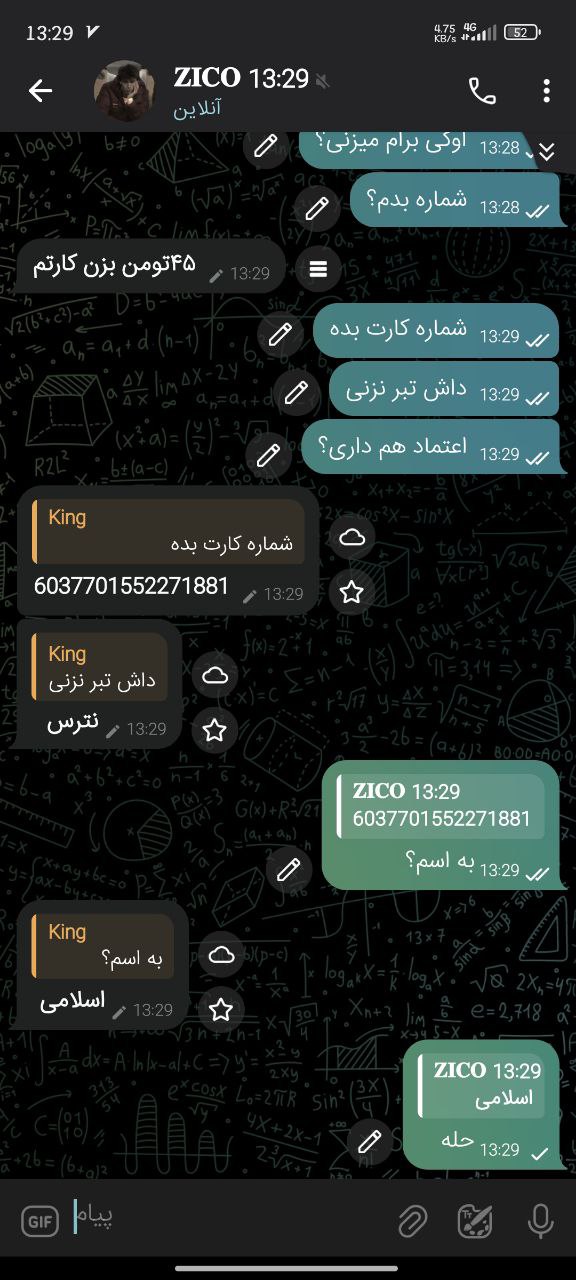 13:29
4.75 KB/s 4G 52
ZICO 13:29
آنلاین
اوکی برام میزنی؟ 13:28
شماره بدم؟ 13:28
۴۵تومن بزن کارتم 13:29
شماره کارت بده 13:29
داش تبر نزنی 13:29
اعتماد هم داری؟ 13:29
King
شماره کارت بده
6037701552271881 13:29
King
داش تبر نزنی
نترس 13:29
ZICO 13:29
6037701552271881
به اسم؟ 13:29
King
به اسم؟
اسلامی 13:29
ZICO 13:29
اسلامی
حله 13:29
GIF
پیام